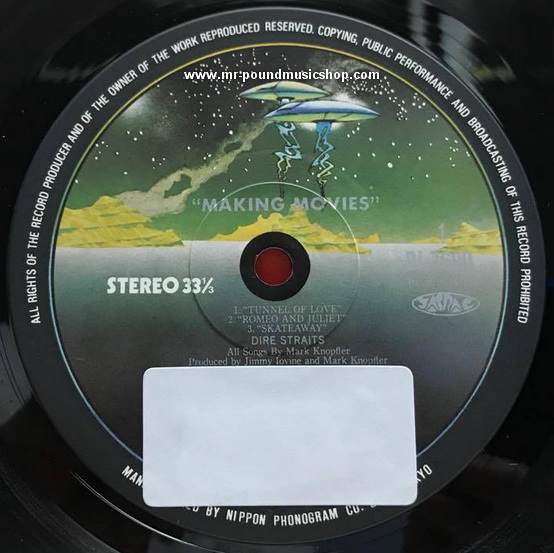 ALL RIGHTS OF THE RECORD PRODUCER AND OF THE OWNER OF THE WORK REPRODUCED RESERVED. COPYING, PUBLIC PERFORMANCE AND BROADCASTING OF THIS RECORD PROHIBITED
www.mr-poundmusicshop.com
"MAKING MOVIES"
1
STEREO 33⅓
1. "TUNNEL OF LOVE"
2. "ROMEO AND JULIET"
3. "SKATEAWAY"
DIRE STRAITS
All Songs By Mark Knopfler
Produced by Jimmy Iovine and Mark Knopfler
BY NIPPON PHONOGRAM CO.